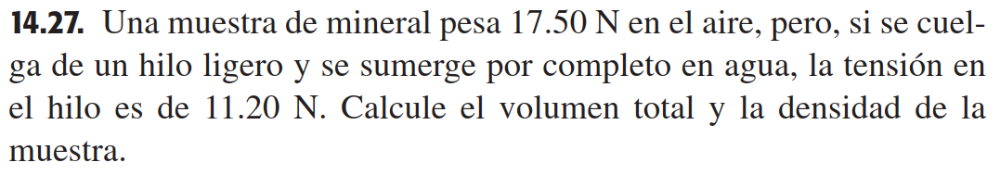 14.27. Una muestra de mineral pesa 17.50 N en el aire, pero, si se cuel-
ga de un hilo ligero y se sumerge por completo en agua, la tensión en
el hilo es de 11.20 N. Calcule el volumen total y la densidad de la
muestra.